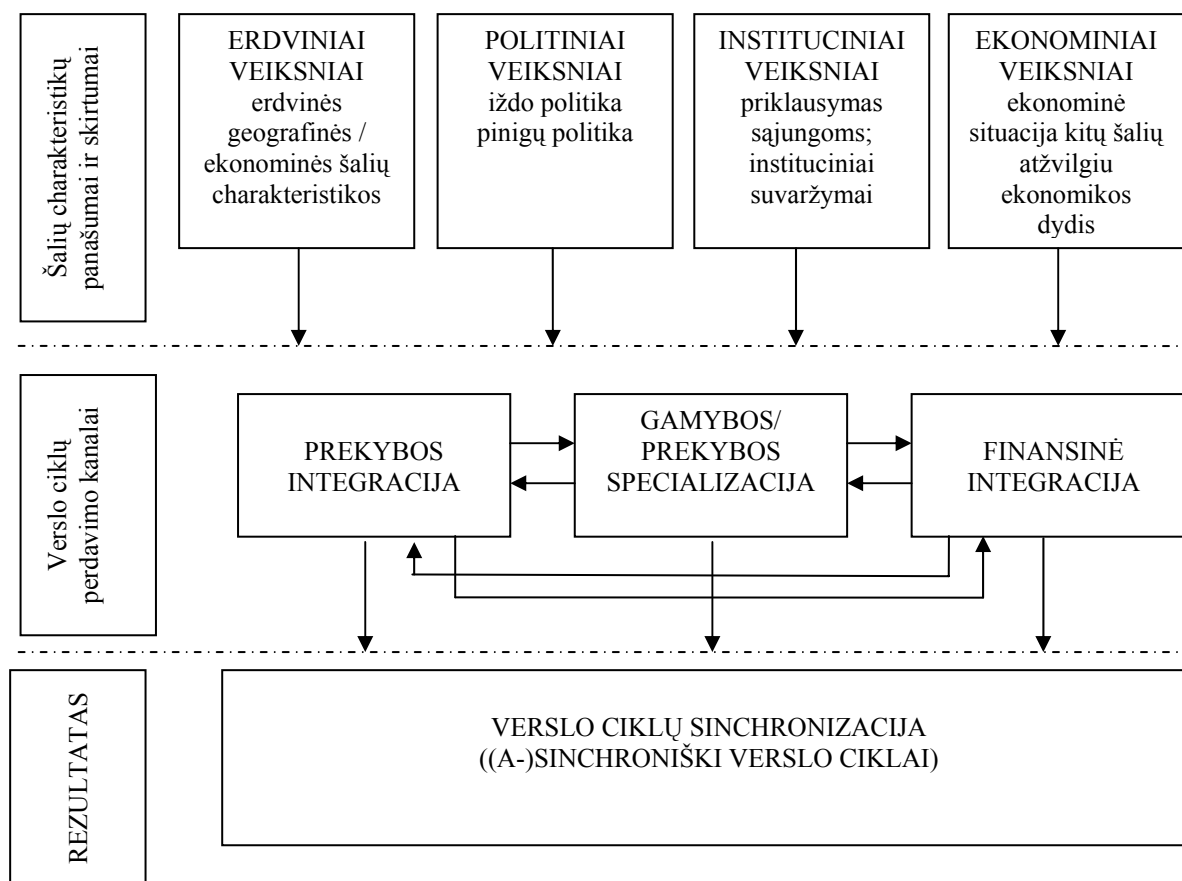 Šalių charakteristikų
panašumai ir skirtumai
ERDVINIAI
VEIKSNIAI
erdvinės
geografinės /
ekonominės šalių
charakteristikos
POLITINIAI
VEIKSNIAI
iždo politika
pinigų politika
INSTITUCINIAI
VEIKSNIAI
priklausymas
sąjungoms;
instituciniai
suvaržymai
EKONOMINIAI
VEIKSNIAI
ekonominė
situacija kitų šalių
atžvilgiu
ekonomikos
dydis
Verslo ciklų
perdavimo kanalai
PREKYBOS
INTEGRACIJA
GAMYBOS/
PREKYBOS
SPECIALIZACIJA
FINANSINĖ
INTEGRACIJA
REZULTATAS
VERSLO CIKLŲ SINCHRONIZACIJA
((A-)SINCHRONIŠKI VERSLO CIKLAI)